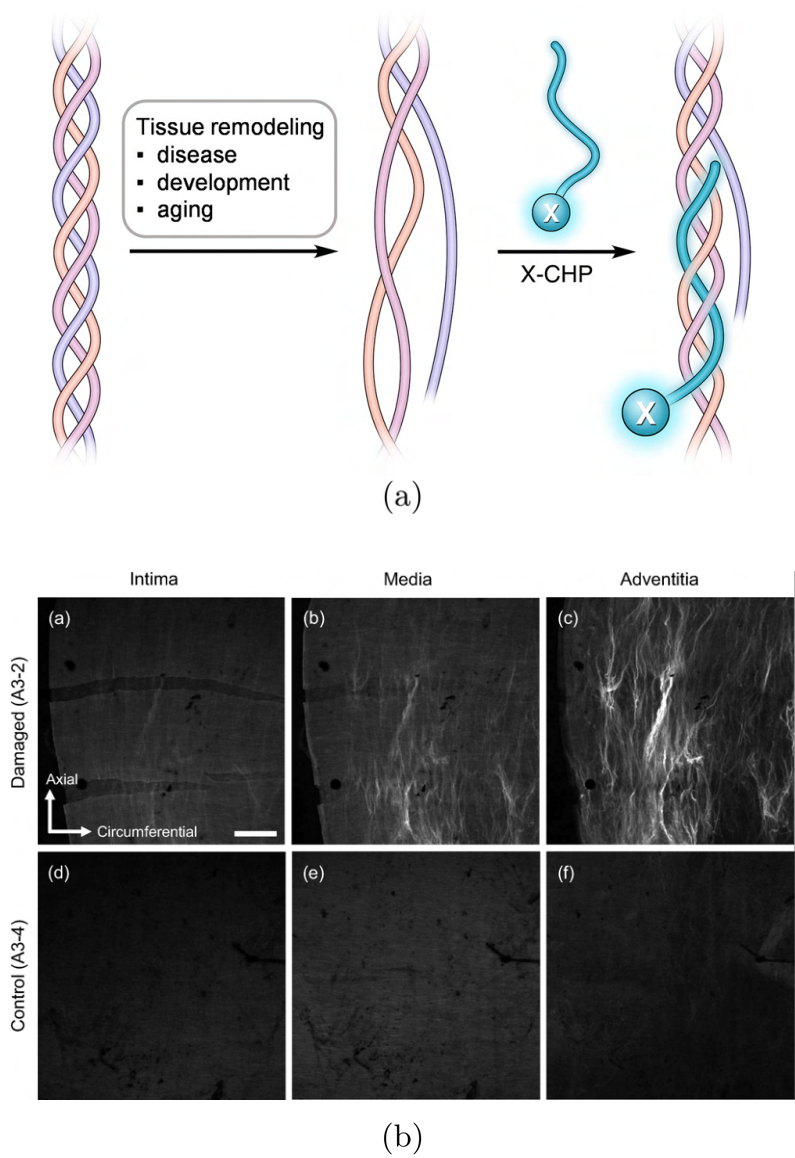 Tissue remodeling
▪ disease
▪ development
▪ aging
X
X-CHP
X
(a)
Intima
Media
Adventitia
Damaged (A3-2)
(a)
(b)
(c)
Axial
Circumferential
Control (A3-4)
(d)
(e)
(f)
(b)